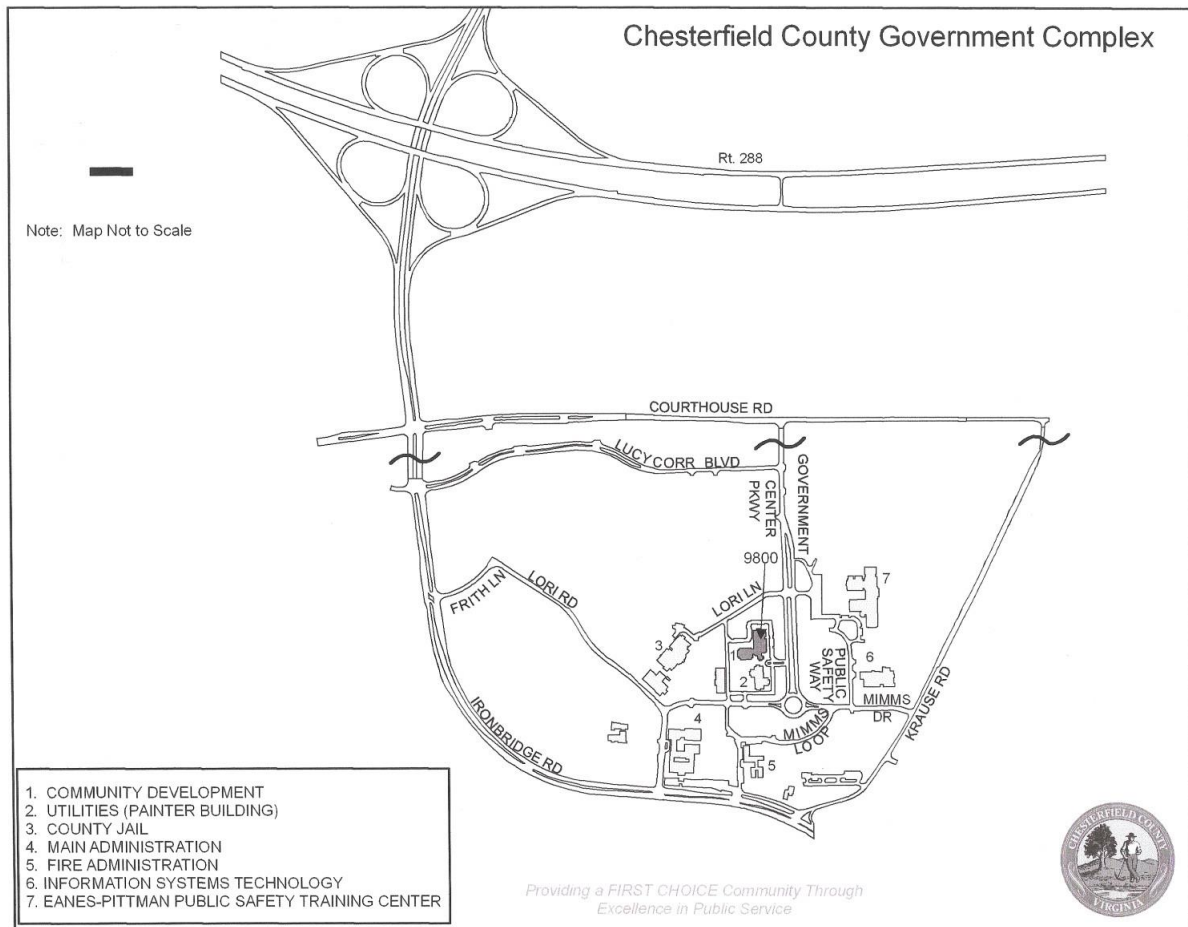 Chesterfield County Government Complex
Rt. 288
Note: Map Not to Scale
COURTHOUSE RD
LUCY CORR BLVD
GOVERNMENT
CENTER
PKWY
9800
7
FRITH LN
LORI RD
LORI LN
3
1
2
PUBLIC
SAFETY
WAY
6
MIMMS
DR
KRAUSE RD
IRONBRIDGE RD
4
MIMMS
LOOP
5
1. COMMUNITY DEVELOPMENT
2. UTILITIES (PAINTER BUILDING)
3. COUNTY JAIL
4. MAIN ADMINISTRATION
5. FIRE ADMINISTRATION
6. INFORMATION SYSTEMS TECHNOLOGY
7. EANES-PITTMAN PUBLIC SAFETY TRAINING CENTER
Providing a FIRST CHOICE Community Through
Excellence in Public Service
CHESTERFIELD COUNTY
VIRGINIA